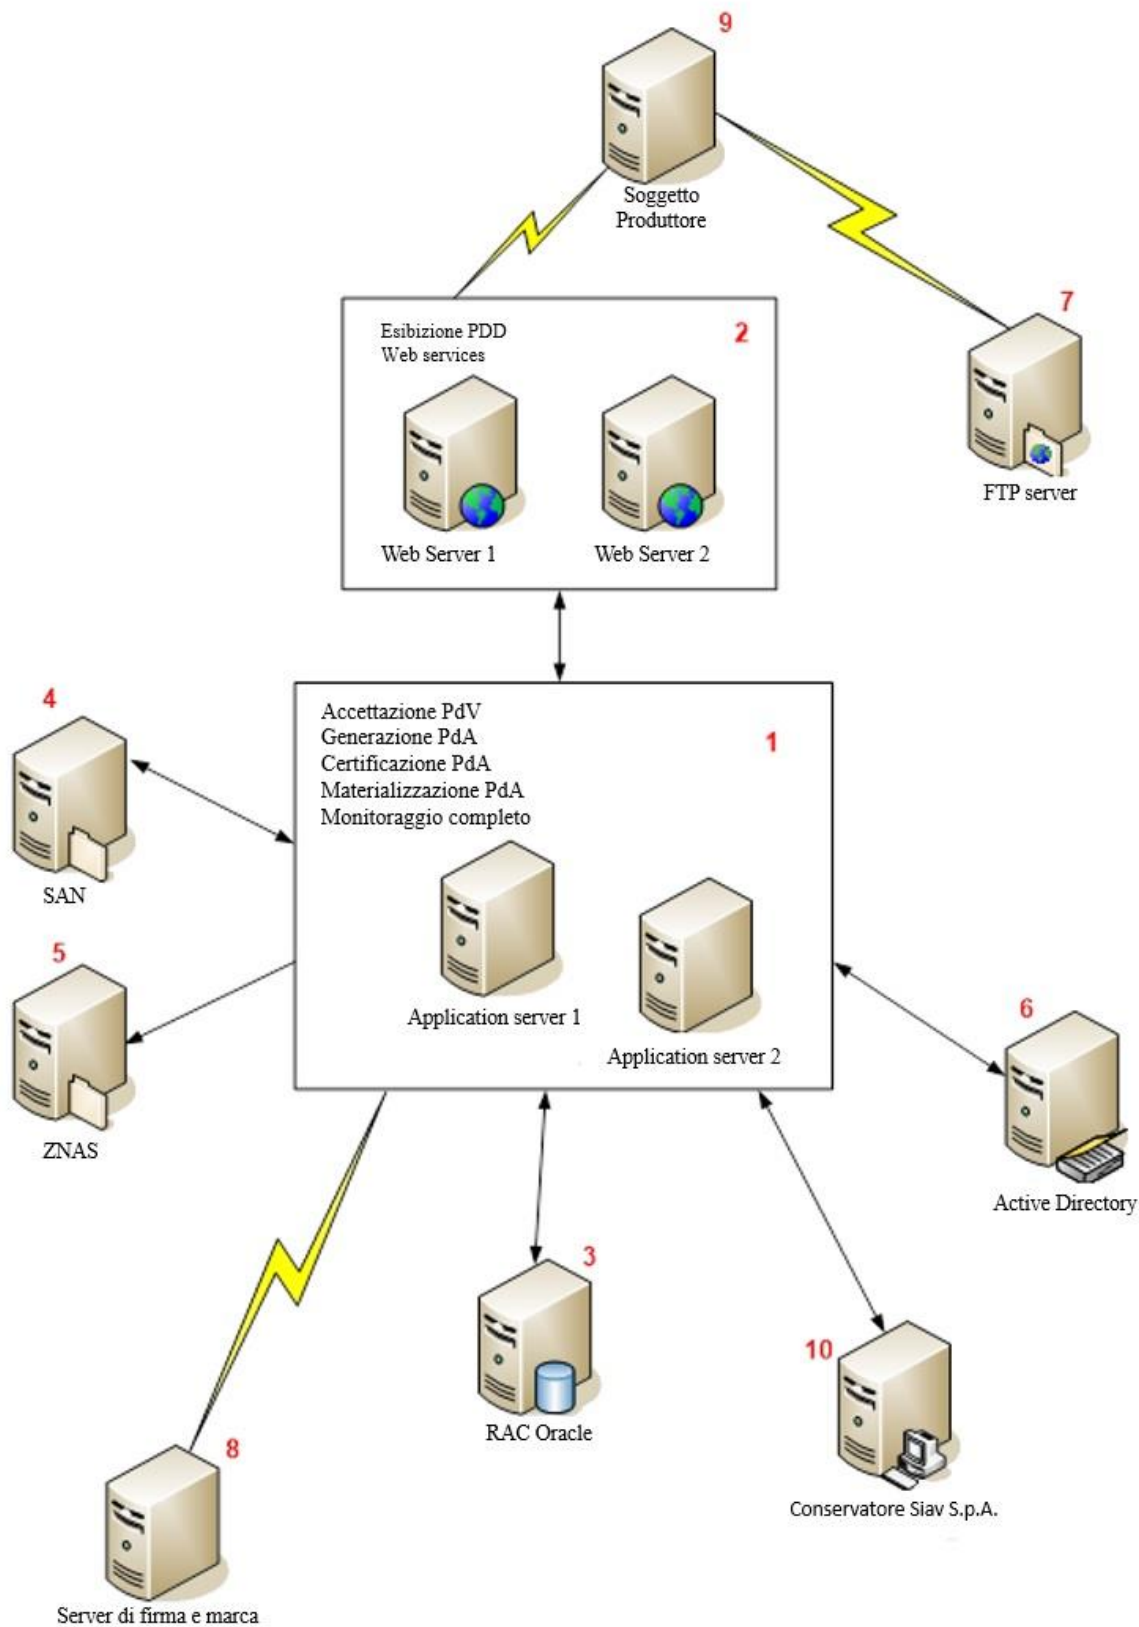 9
Soggetto
Produttore
7
FTP server
2
Esibizione PDD
Web services
Web Server 1
Web Server 2
4
SAN
1
Accettazione PdV
Generazione PdA
Certificazione PdA
Materializzazione PdA
Monitoraggio completo
Application server 1
Application server 2
5
ZNAS
6
Active Directory
3
RAC Oracle
10
Conservatore Siav S.p.A.
8
Server di firma e marca